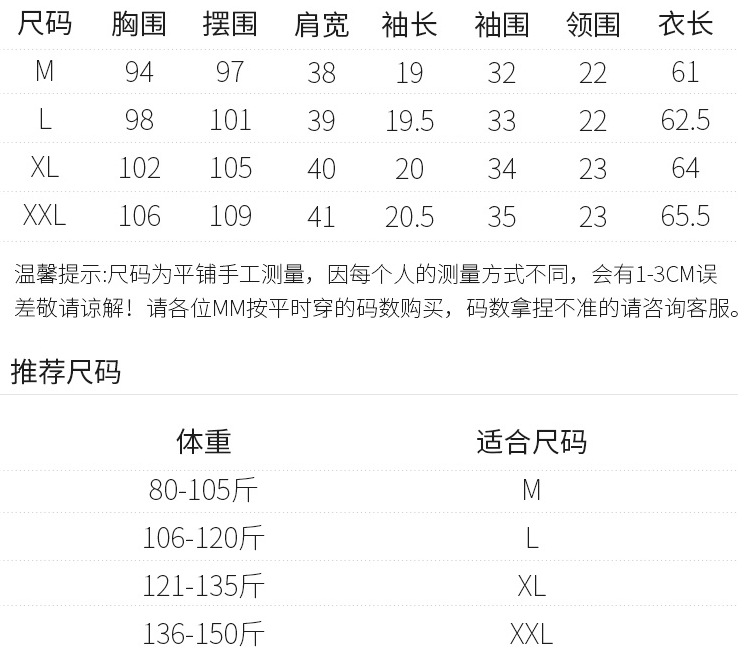 尺码 胸围 摆围 肩宽 袖长 袖围 领围 衣长
M 94 97 38 19 32 22 61
L 98 101 39 19.5 33 22 62.5
XL 102 105 40 20 34 23 64
XXL 106 109 41 20.5 35 23 65.5
温馨提示:尺码为平铺手工测量，因每个人的测量方式不同，会有1-3CM误
差敬请谅解！请各位MM按平时穿的码数购买，码数拿捏不准的请咨询客服。
推荐尺码
体重 适合尺码
80-105斤 M
106-120斤 L
121-135斤 XL
136-150斤 XXL